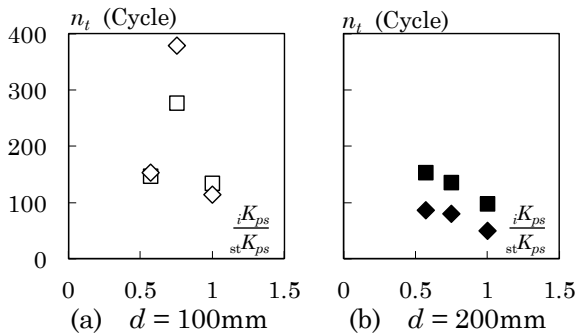 n_t (Cycle)
400
300
200
100
0
0
0.5
1
1.5
iK_ps
stK_ps
(a) d = 100mm
n_t (Cycle)
0
0.5
1
1.5
iK_ps
stK_ps
(b) d = 200mm